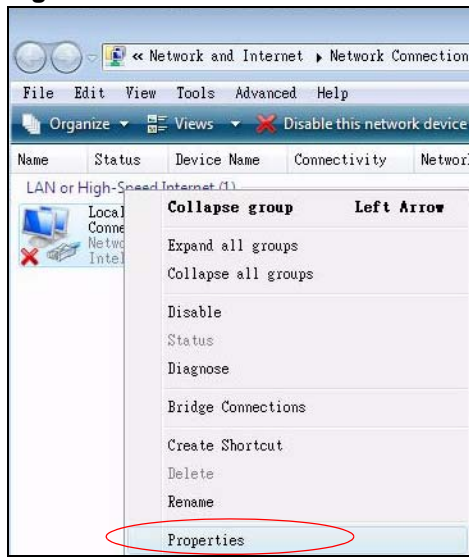 « Network and Internet ▸ Network Connection
File Edit View Tools Advanced Help
Organize Views Disable this network device
Name Status Device Name Connectivity Networ
LAN or High-Speed Internet (1)
Local
Conne
Netwo
Intel
Collapse group Left Arrow
Expand all groups
Collapse all groups
Disable
Status
Diagnose
Bridge Connections
Create Shortcut
Delete
Rename
Properties